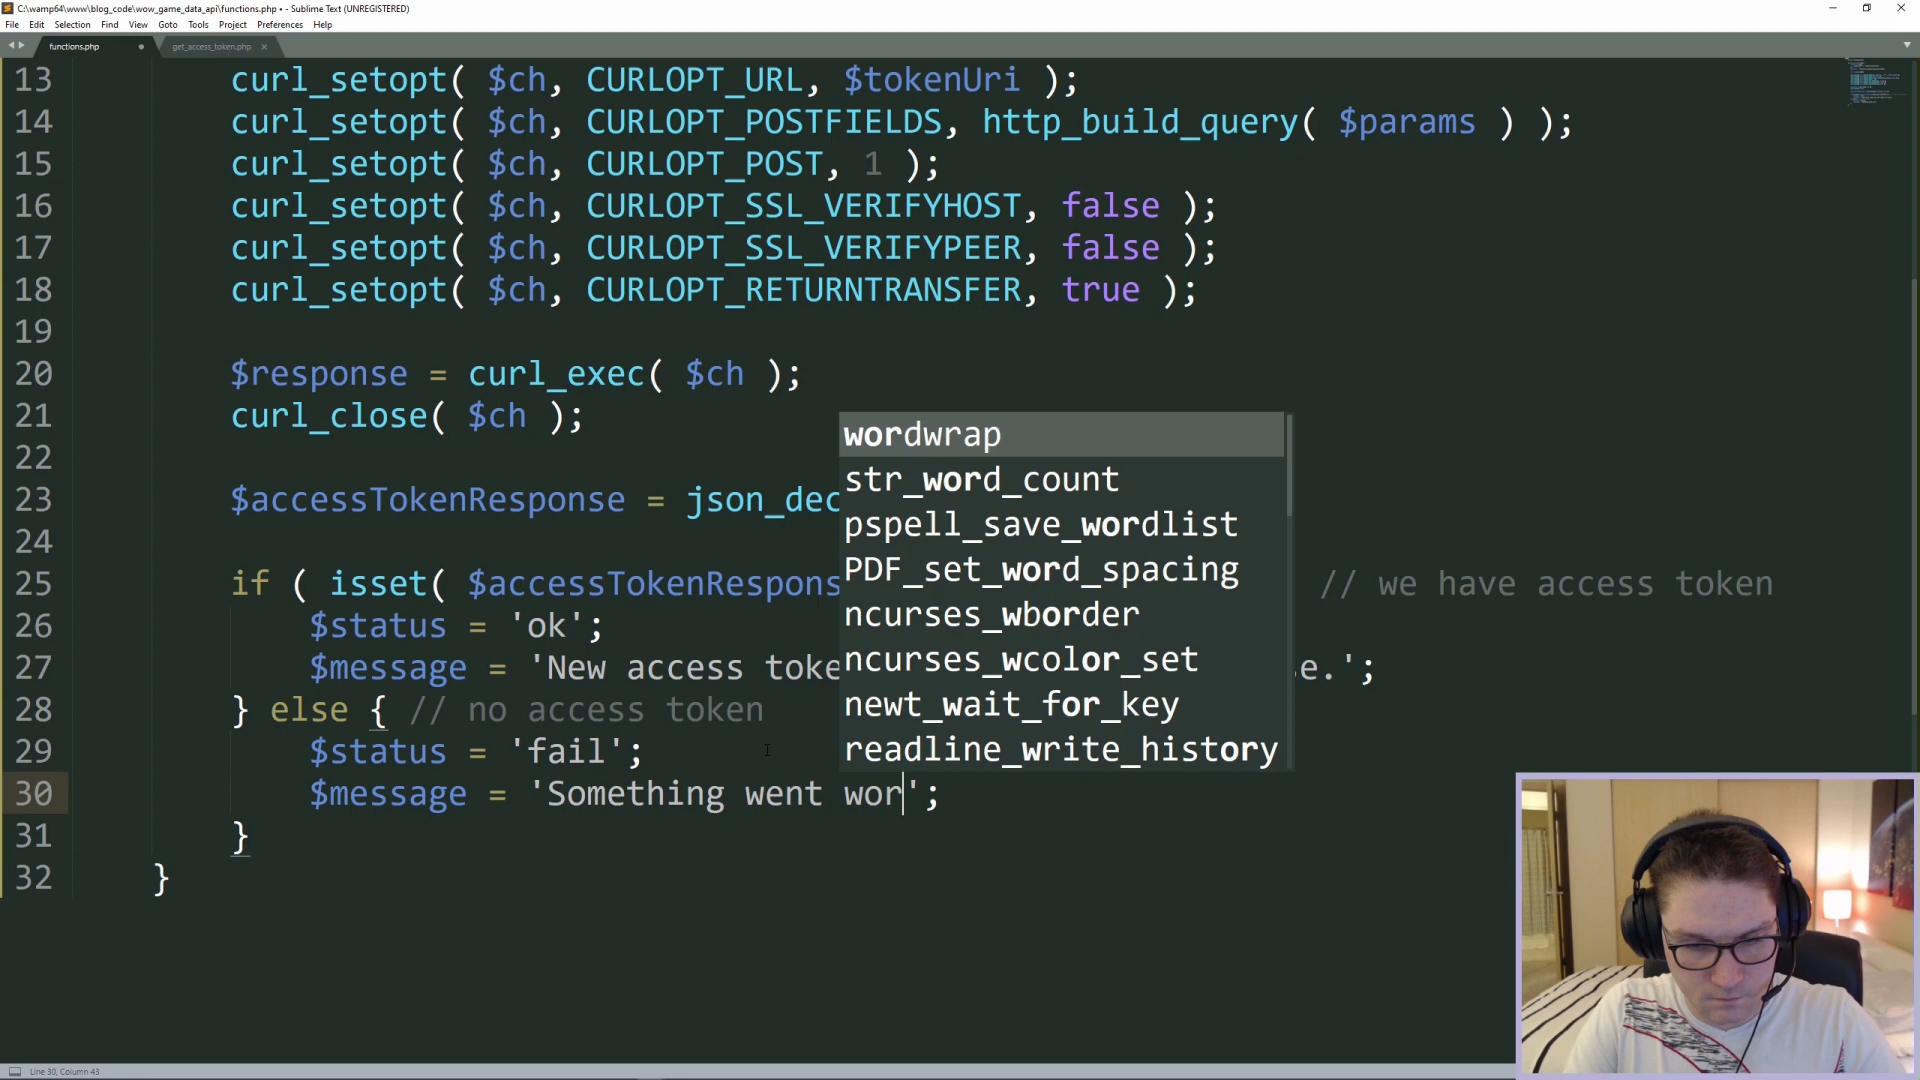 C:\wamp64\www\blog_code\wow_game_data_api\functions.php • - Sublime Text (UNREGISTERED)
File Edit Selection Find View Goto Tools Project Preferences Help
functions.php get_access_token.php
13 curl_setopt( $ch, CURLOPT_URL, $tokenUri );
14 curl_setopt( $ch, CURLOPT_POSTFIELDS, http_build_query( $params ) );
15 curl_setopt( $ch, CURLOPT_POST, 1 );
16 curl_setopt( $ch, CURLOPT_SSL_VERIFYHOST, false );
17 curl_setopt( $ch, CURLOPT_SSL_VERIFYPEER, false );
18 curl_setopt( $ch, CURLOPT_RETURNTRANSFER, true );
19
20 $response = curl_exec( $ch );
21 curl_close( $ch );
22
23 $accessTokenResponse = json_dec
24
25 if ( isset( $accessTokenRespons // we have access token
26 $status = 'ok';
27 $message = 'New access toke se.';
28 } else { // no access token
29 $status = 'fail';
30 $message = 'Something went wor';
31 }
32 }
wordwrap
str_word_count
pspell_save_wordlist
PDF_set_word_spacing
ncurses_wborder
ncurses_wcolor_set
newt_wait_for_key
readline_write_history
Line 30, Column 43